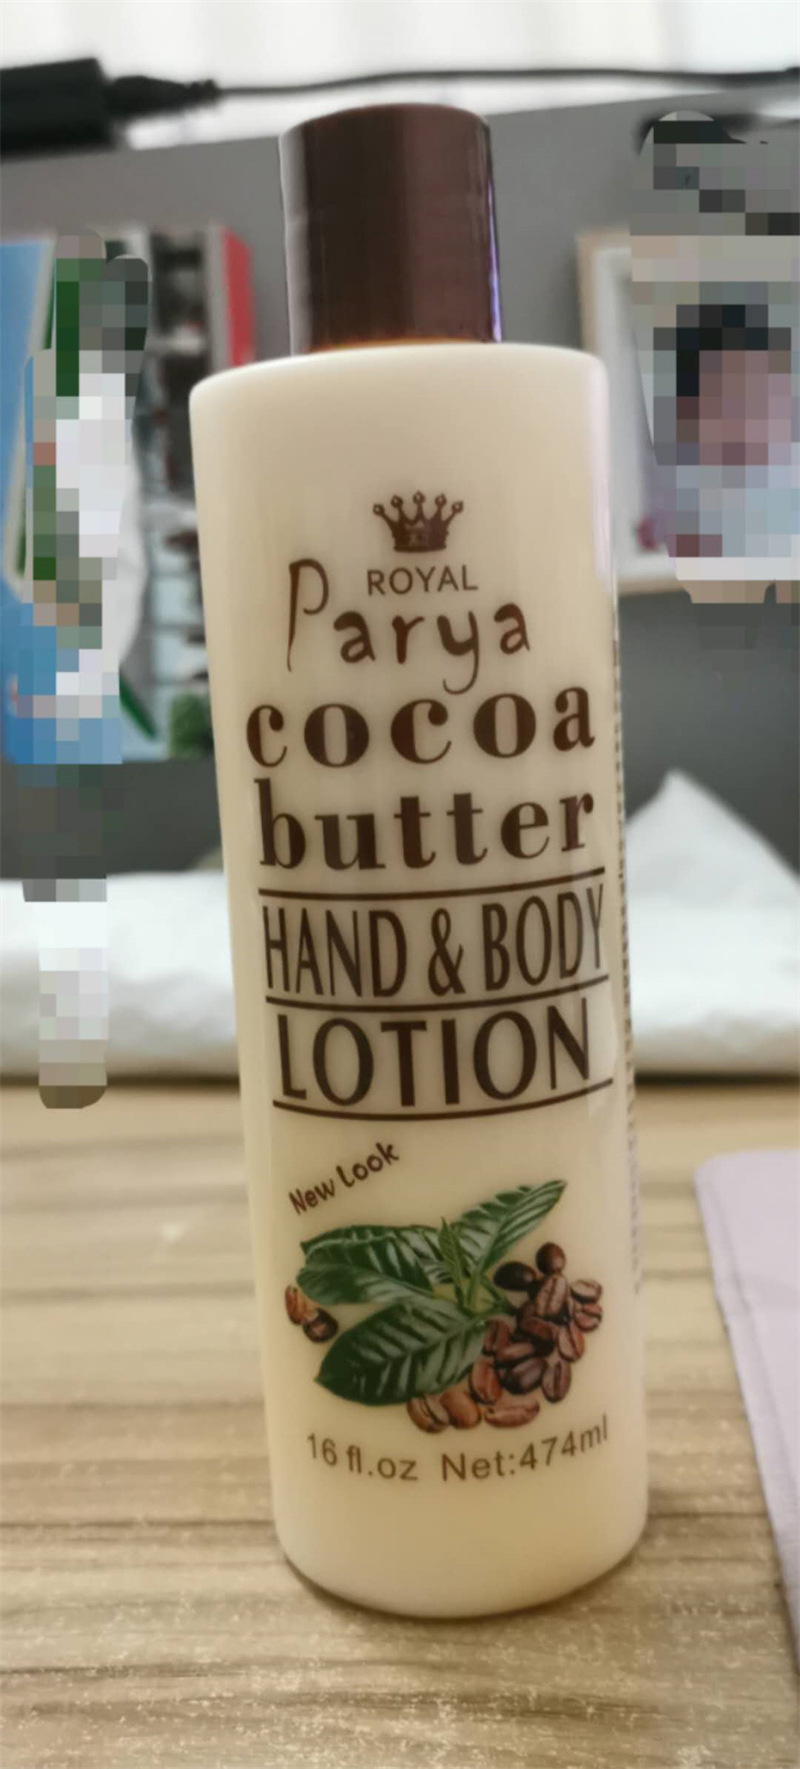 ROYAL
Parya
cocoa
butter
HAND & BODY
LOTION
New Look
16 fl.oz Net:474ml